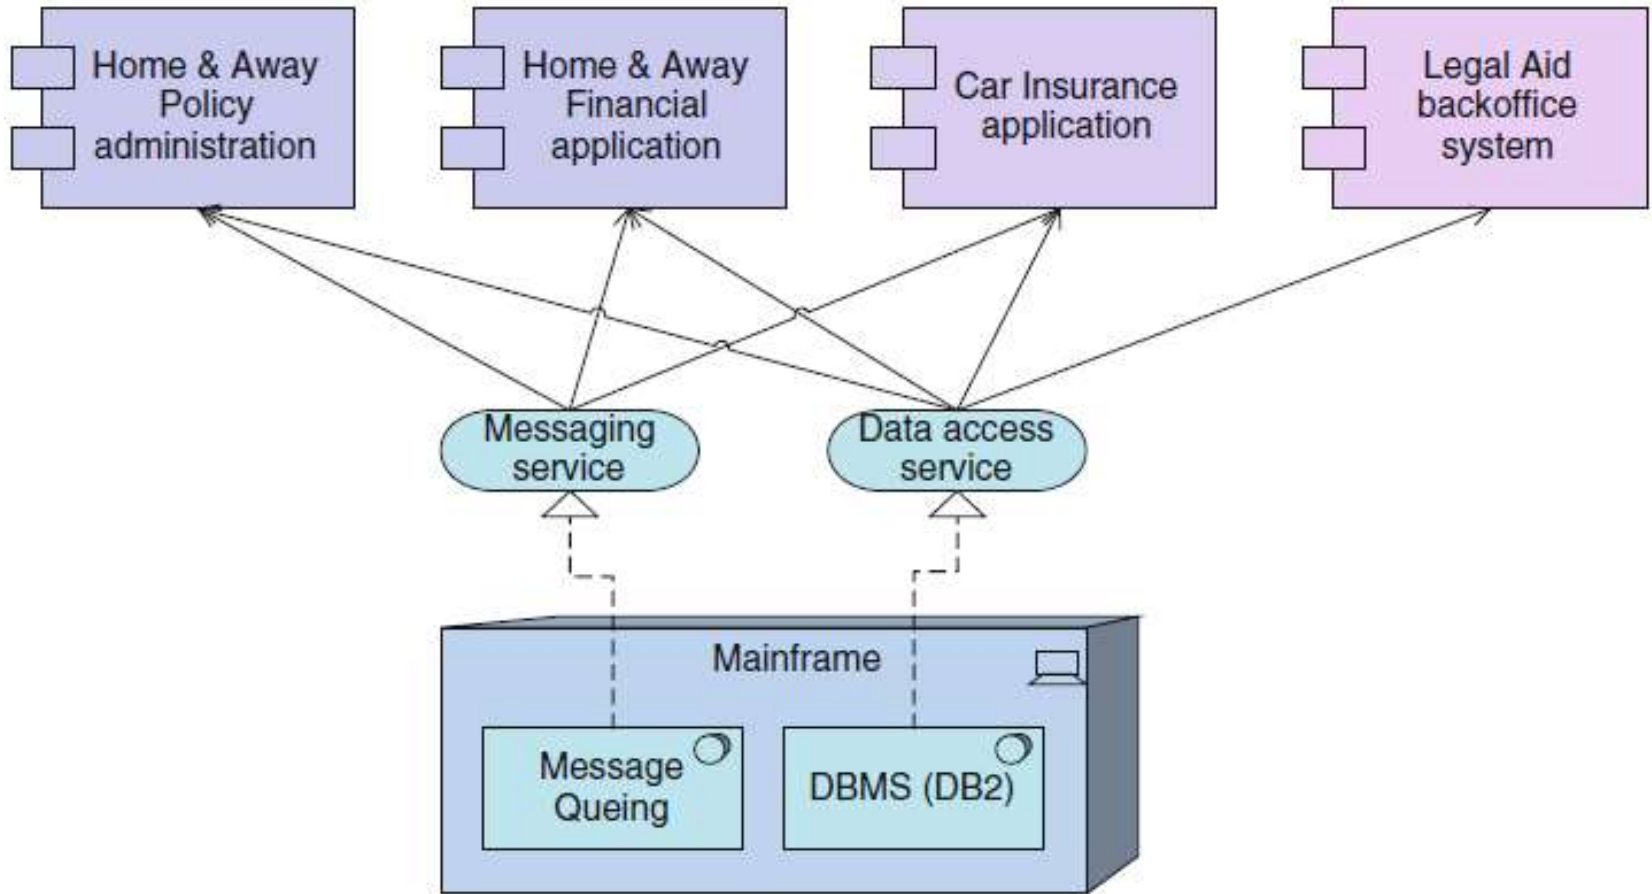 Home & Away
Policy
administration
Home & Away
Financial
application
Car Insurance
application
Legal Aid
backoffice
system
Messaging
service
Data access
service
Mainframe
Message
Queing
DBMS (DB2)